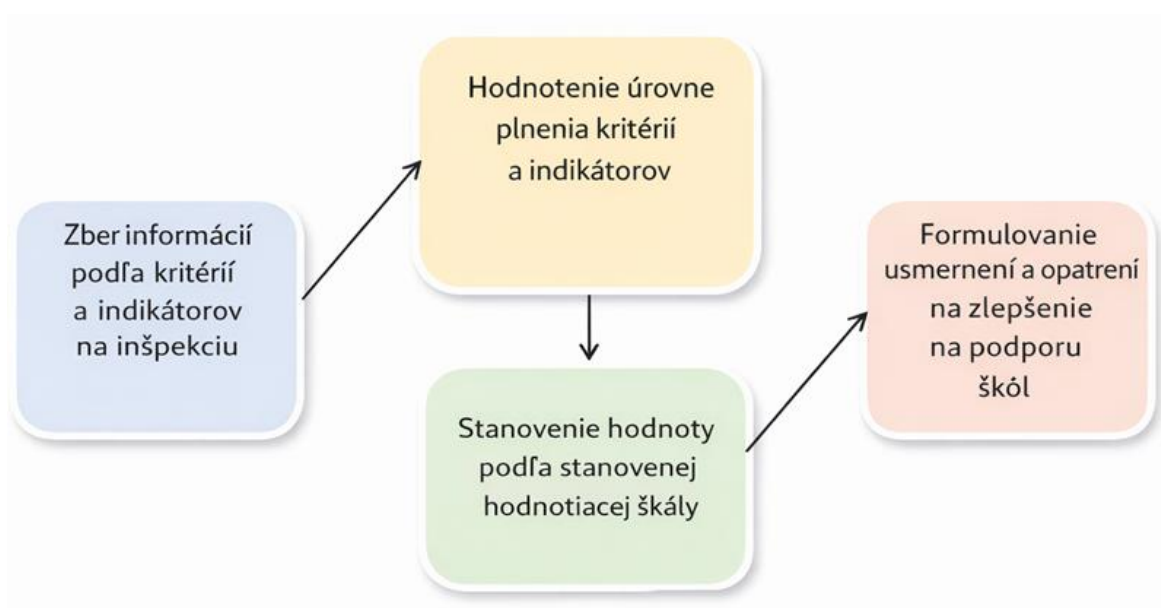 Zber informácií
podľa kritérií
a indikátorov
na inšpekciu
Hodnotenie úrovne
plnenia kritérií
a indikátorov
Stanovenie hodnoty
podľa stanovenej
hodnotiacej škály
Formulovanie
usmernení a opatrení
na zlepšenie
na podporu
škôl